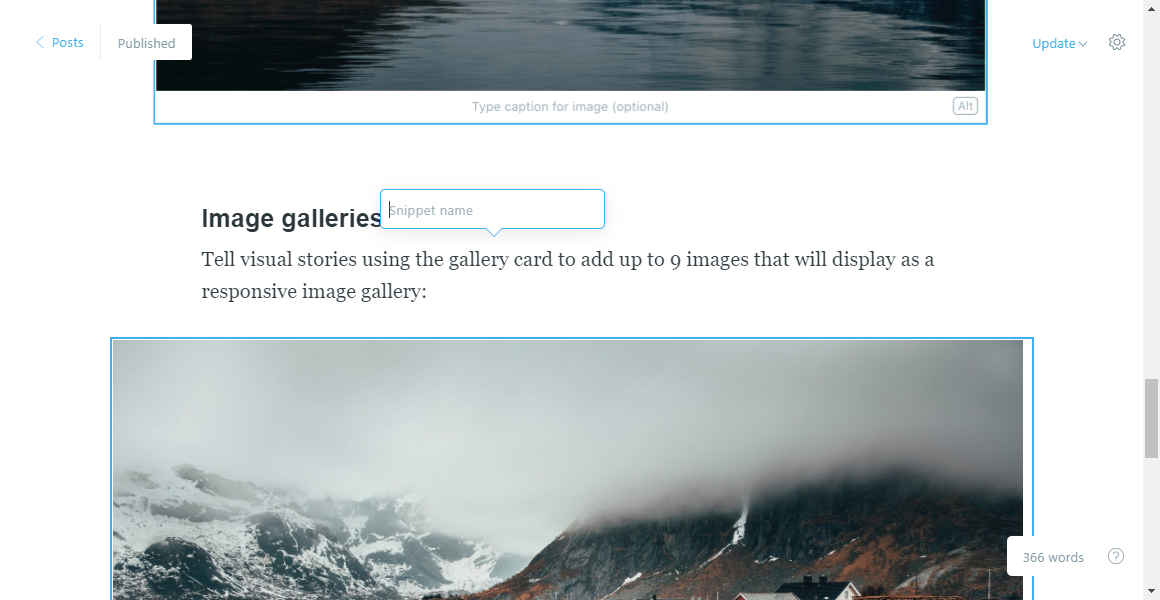 Posts
Published
Update
Type caption for image (optional)
Alt
Snippet name
Image galleries
Tell visual stories using the gallery card to add up to 9 images that will display as a
responsive image gallery:
366 words
?